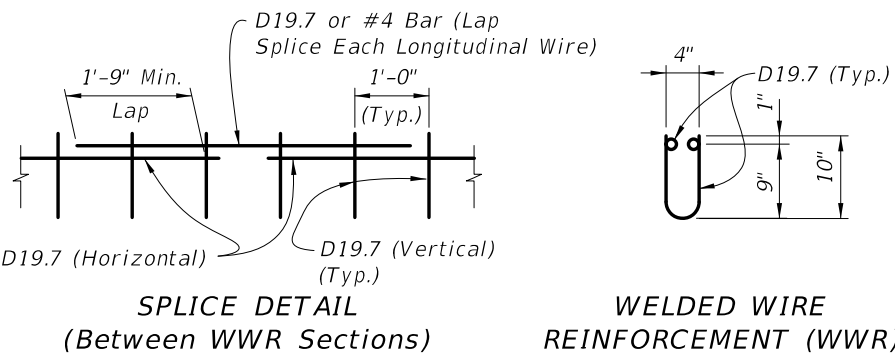 D19.7 or #4 Bar (Lap
Splice Each Longitudinal Wire)
1'-9" Min.
Lap
1'-0"
(Typ.)
D19.7 (Horizontal)
D19.7 (Vertical)
(Typ.)
SPLICE DETAIL
(Between WWR Sections)
4"
D19.7 (Typ.)
1"
9"
10"
WELDED WIRE
REINFORCEMENT (WWR)